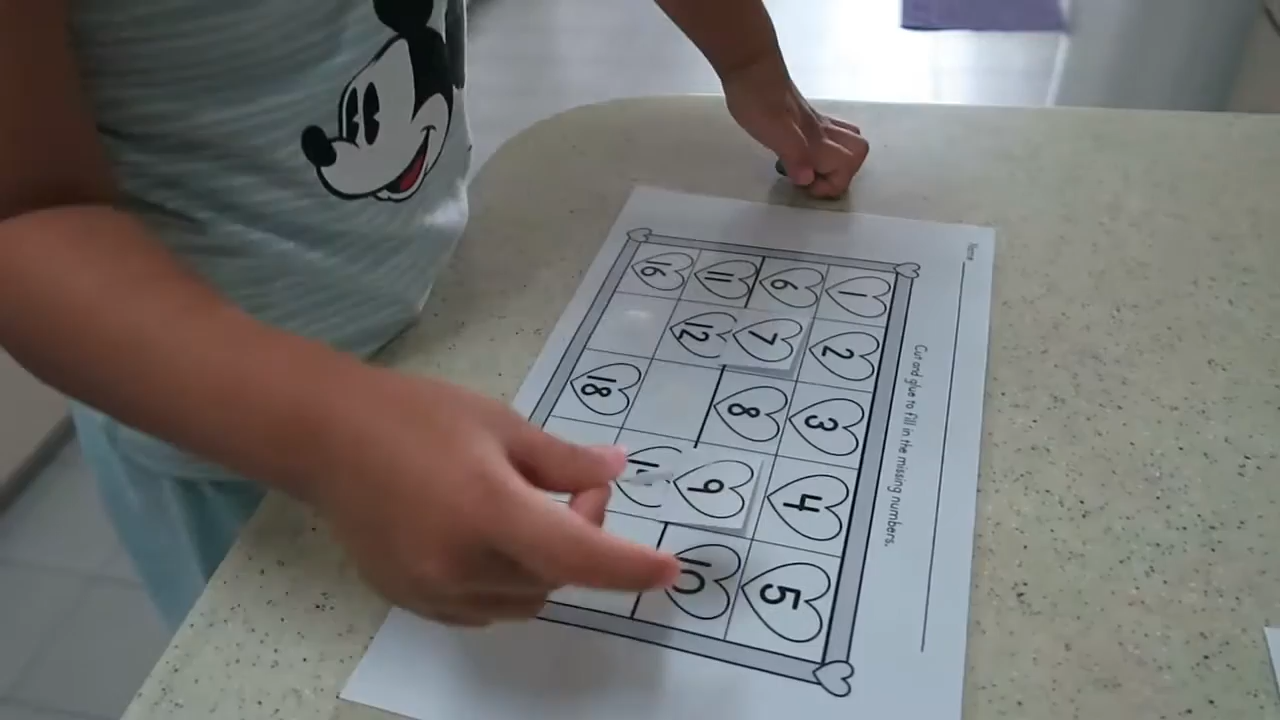 Name
Cut and glue to fill in the missing numbers.
1 2 3 4 5
6 7 8 9 10
11 12
16 18